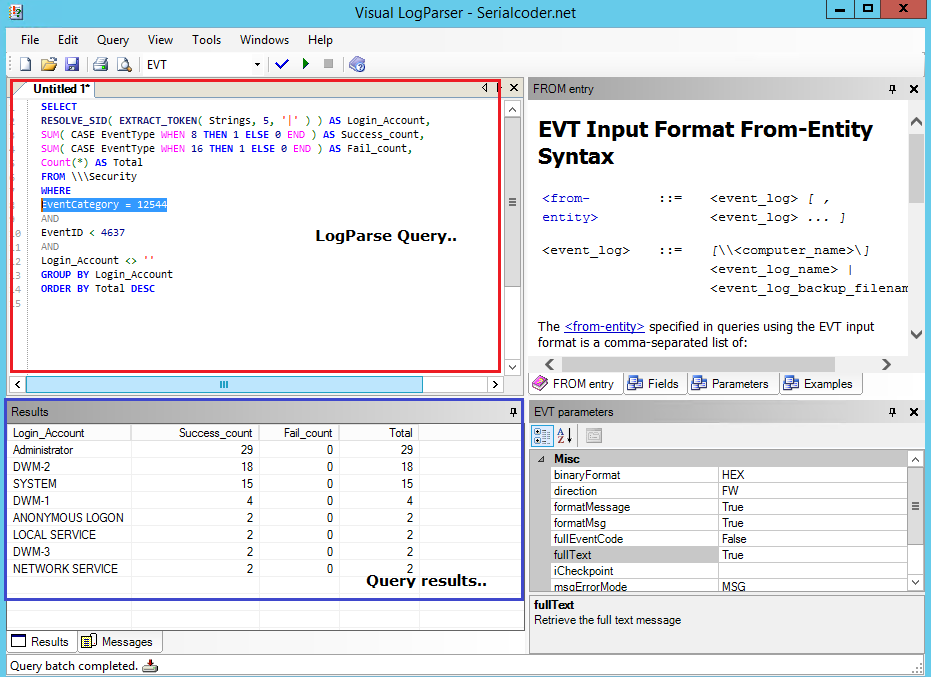 Visual LogParser - Serialcoder.net
File Edit Query View Tools Windows Help
EVT
Untitled 1*
SELECT
RESOLVE_SID( EXTRACT_TOKEN( Strings, 5, '|' ) ) AS Login_Account,
SUM( CASE EventType WHEN 8 THEN 1 ELSE 0 END ) AS Success_count,
SUM( CASE EventType WHEN 16 THEN 1 ELSE 0 END ) AS Fail_count,
Count(*) AS Total
FROM \\\Security
WHERE
EventCategory = 12544
AND
EventID < 4637
AND
Login_Account <> ''
GROUP BY Login_Account
ORDER BY Total DESC
LogParse Query..
FROM entry
EVT Input Format From-Entity
Syntax
<from-entity> ::= <event_log> [ ,
<event_log> ... ]
<event_log> ::= [\\<computer_name>\]
<event_log_name> |
<event_log_backup_filenam
The <from-entity> specified in queries using the EVT input
format is a comma-separated list of:
FROM entry Fields Parameters Examples
Results
Login_Account Success_count Fail_count Total
Administrator 29 0 29
DWM-2 18 0 18
SYSTEM 15 0 15
DWM-1 4 0 4
ANONYMOUS LOGON 2 0 2
LOCAL SERVICE 2 0 2
DWM-3 2 0 2
NETWORK SERVICE 2 0 2
Query results..
EVT parameters
Misc
binaryFormat HEX
direction FW
formatMessage True
formatMsg True
fullEventCode False
fullText True
iCheckpoint
msgErrorMode MSG
fullText
Retrieve the full text message
Results Messages
Query batch completed.